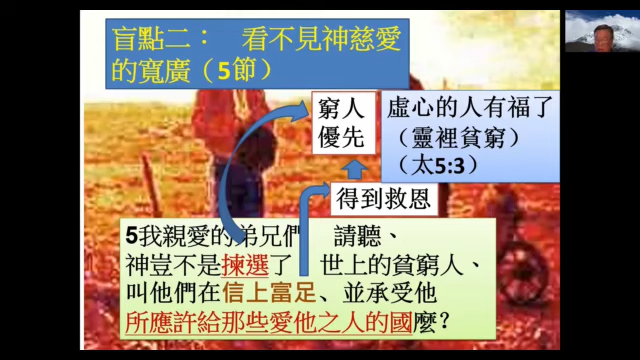 盲點二： 看不見神慈愛
的寬廣（5節）
窮人
優先
虛心的人有福了
（靈裡貧窮）
（太5:3）
得到救恩
5我親愛的弟兄們 請聽、
神豈不是揀選了 世上的貧窮人、
叫他們在信上富足、並承受他
所應許給那些愛他之人的國麼？